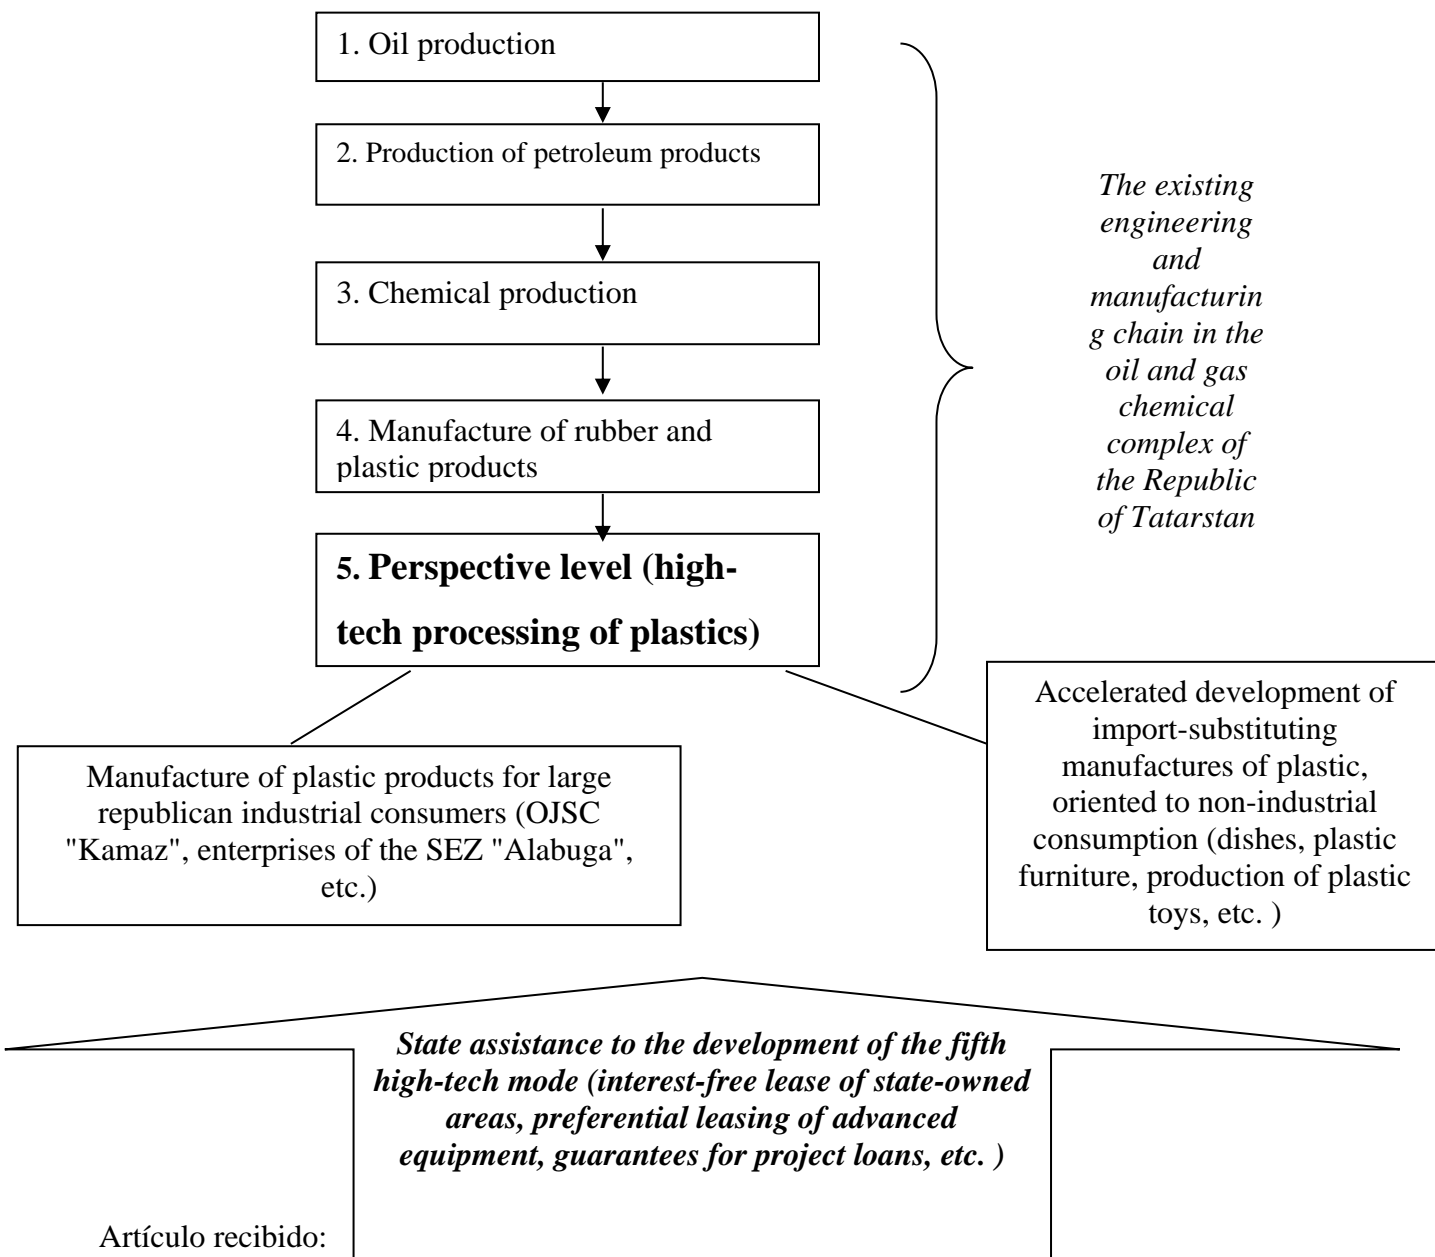 1. Oil production
2. Production of petroleum products
3. Chemical production
4. Manufacture of rubber and
plastic products
5. Perspective level (high-
tech processing of plastics)
The existing
engineering
and
manufacturin
g chain in the
oil and gas
chemical
complex of
the Republic
of Tatarstan
Manufacture of plastic products for large
republican industrial consumers (OJSC
"Kamaz", enterprises of the SEZ "Alabuga",
etc.)
Accelerated development of
import-substituting
manufactures of plastic,
oriented to non-industrial
consumption (dishes, plastic
furniture, production of plastic
toys, etc. )
State assistance to the development of the fifth
high-tech mode (interest-free lease of state-owned
areas, preferential leasing of advanced
equipment, guarantees for project loans, etc. )
Artículo recibido: